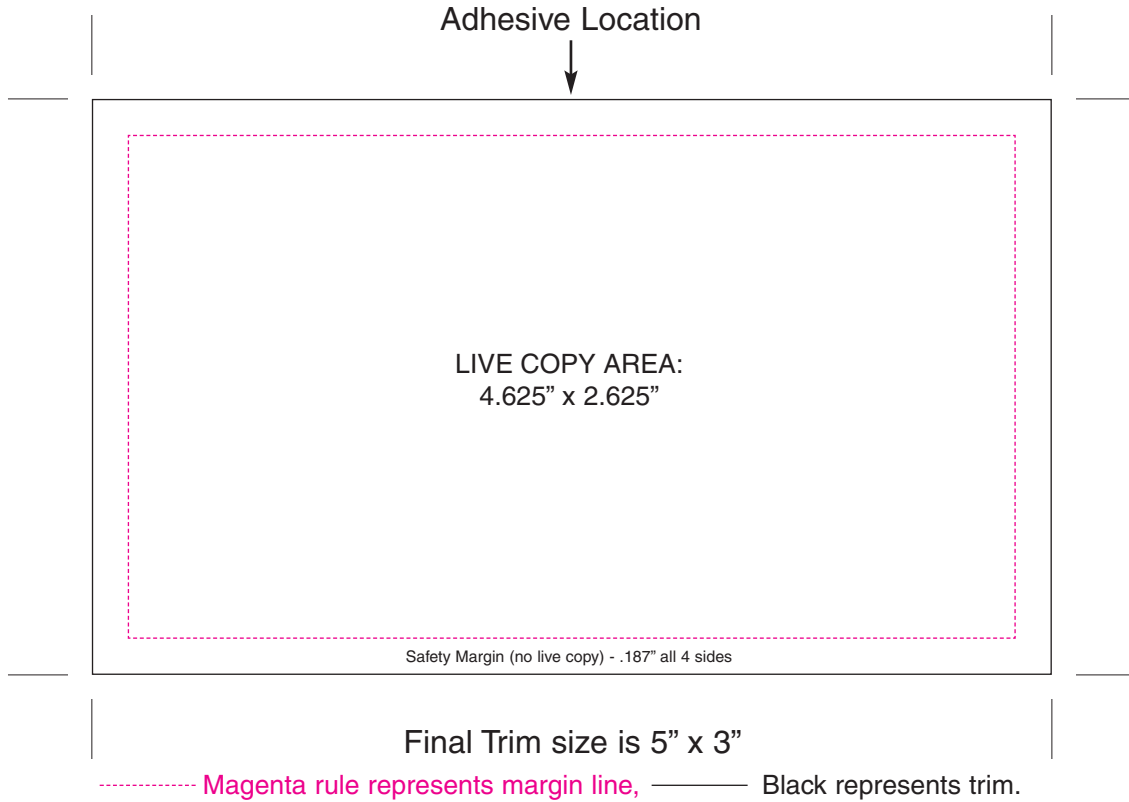 Adhesive Location
LIVE COPY AREA:
4.625” x 2.625”
Safety Margin (no live copy) - .187” all 4 sides
Final Trim size is 5” x 3”
Magenta rule represents margin line, Black represents trim.